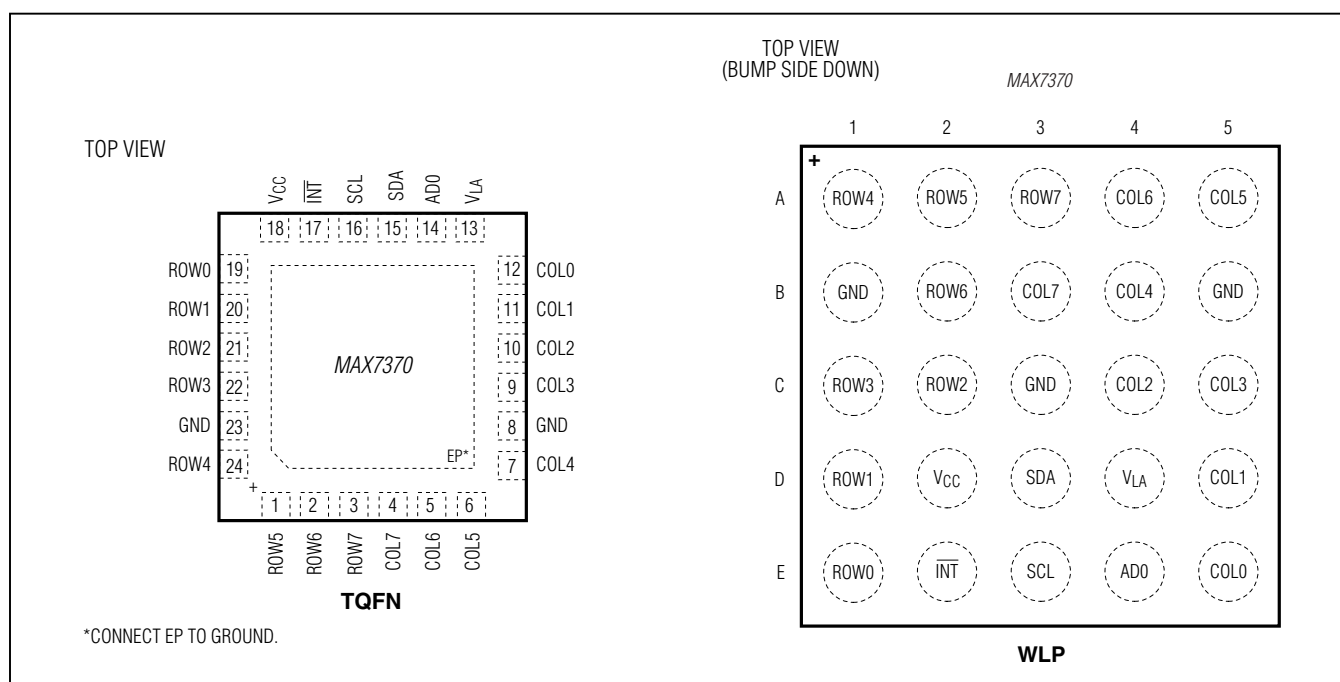 TOP VIEW
VCC INT SCL SDA AD0 VLA
18 17 16 15 14 13
ROW0 19 12 COL0
ROW1 20 11 COL1
ROW2 21 10 COL2
MAX7370
ROW3 22 9 COL3
GND 23 8 GND
EP*
ROW4 24 7 COL4
+
1 2 3 4 5 6
ROW5 ROW6 ROW7 COL7 COL6 COL5
TQFN
*CONNECT EP TO GROUND.
TOP VIEW
(BUMP SIDE DOWN)
MAX7370
1 2 3 4 5
+
A ROW4 ROW5 ROW7 COL6 COL5
B GND ROW6 COL7 COL4 GND
C ROW3 ROW2 GND COL2 COL3
D ROW1 VCC SDA VLA COL1
E ROW0 INT SCL AD0 COL0
WLP